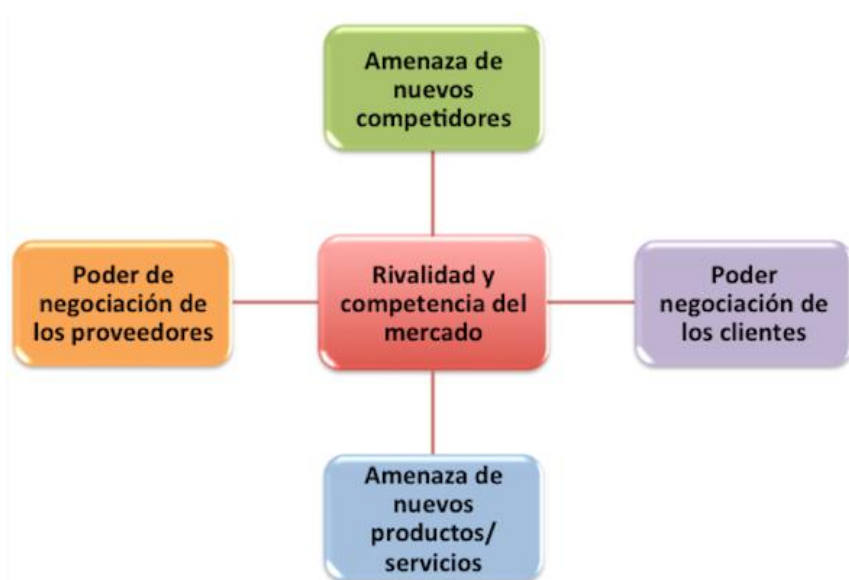 Amenaza de
nuevos
competidores
Poder de
negociación de
los proveedores
Rivalidad y
competencia del
mercado
Poder
negociación de
los clientes
Amenaza de
nuevos
productos/
servicios